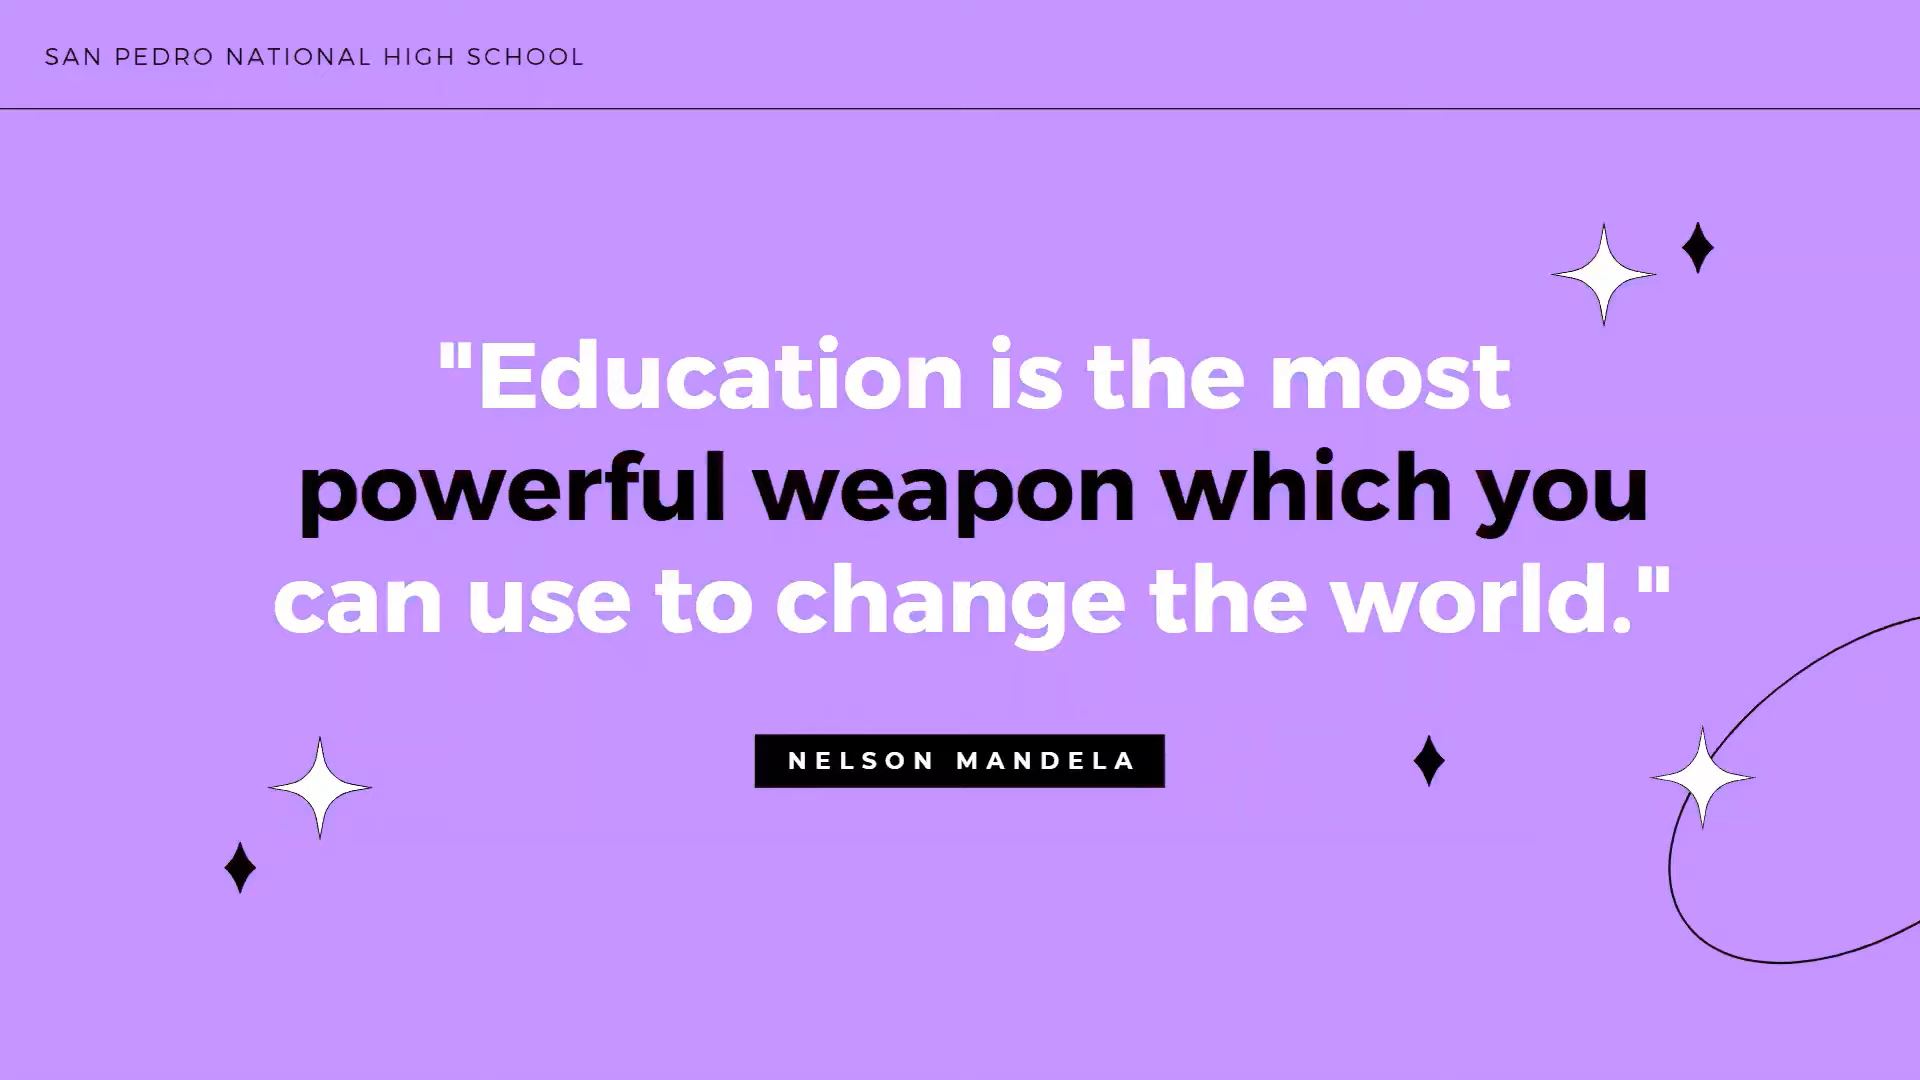 SAN PEDRO NATIONAL HIGH SCHOOL
"Education is the most
powerful weapon which you
can use to change the world."
NELSON MANDELA